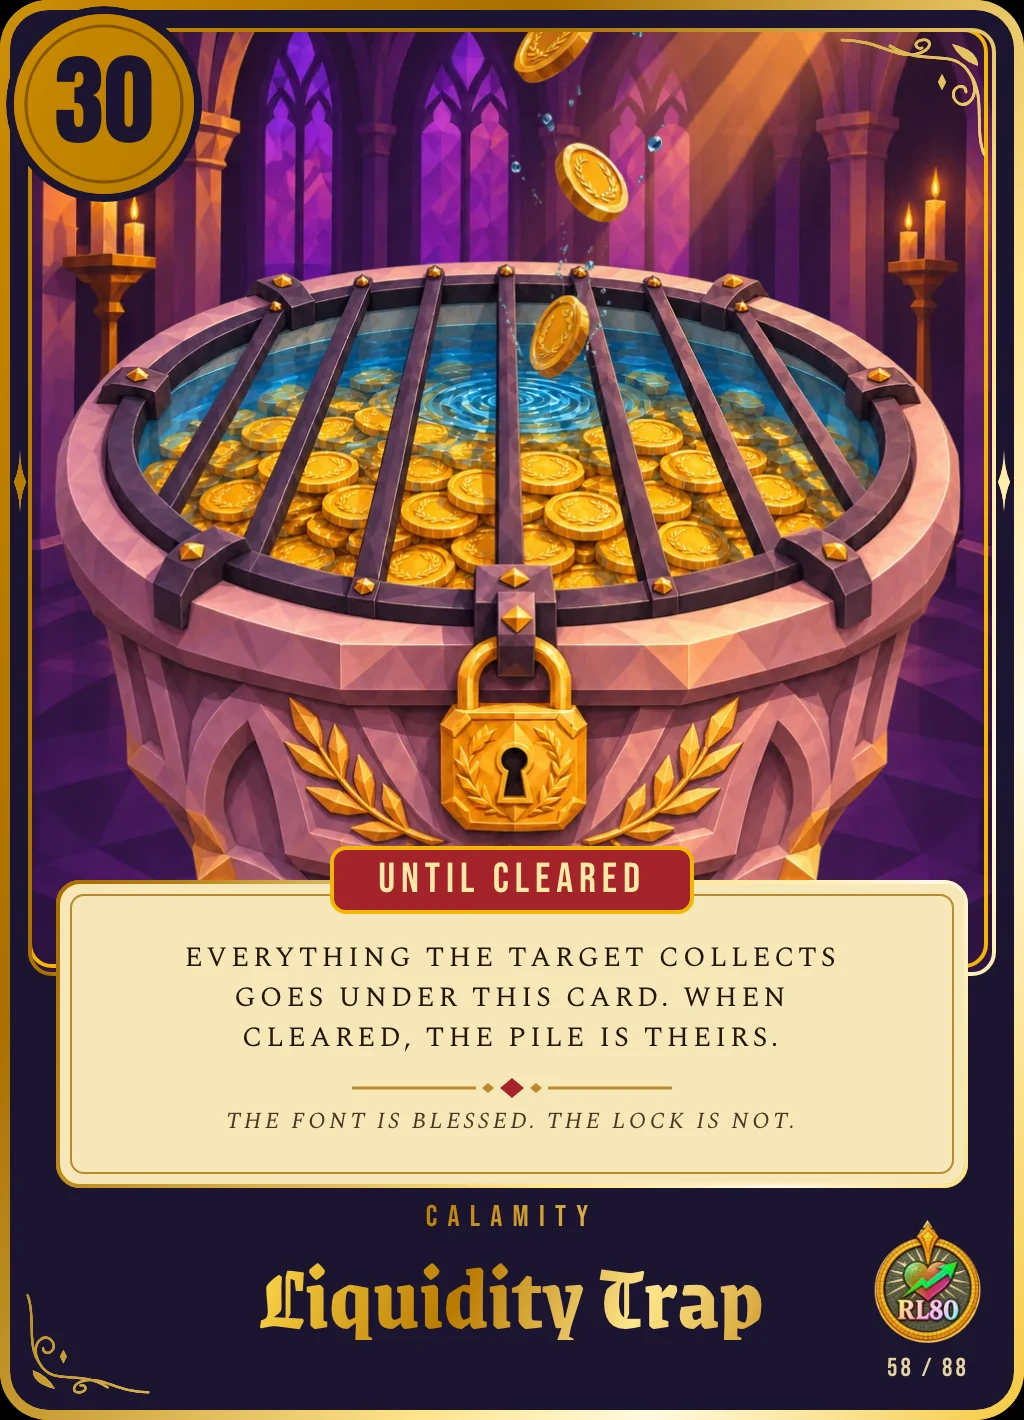 30
UNTIL CLEARED
EVERYTHING THE TARGET COLLECTS
GOES UNDER THIS CARD. WHEN
CLEARED, THE PILE IS THEIRS.
THE FONT IS BLESSED. THE LOCK IS NOT.
CALAMITY
Liquidity Trap
RL80
58 / 88